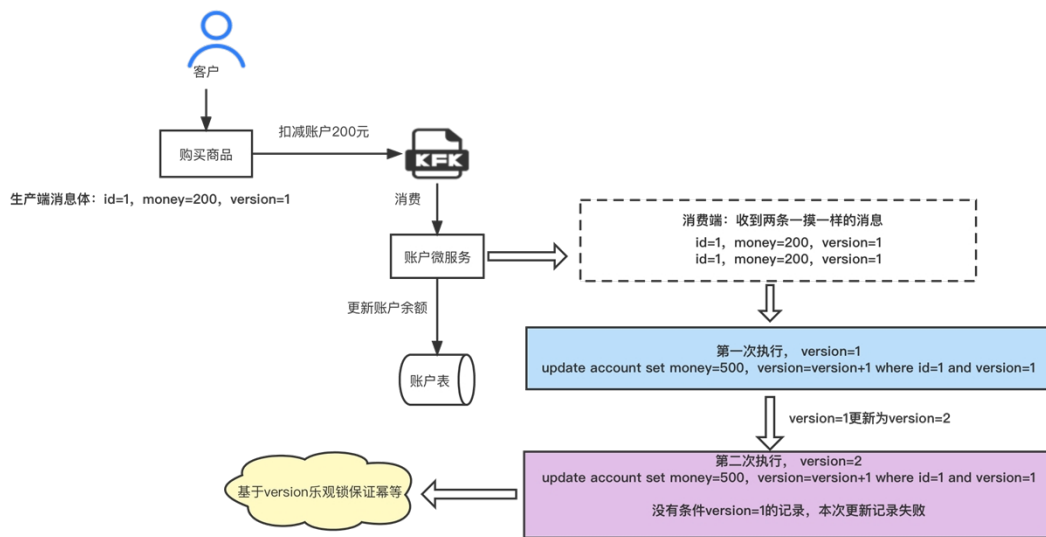 客户
购买商品
扣减账户200元
KFK
生产端消息体：id=1，money=200，version=1
消费
账户微服务
消费端：收到两条一摸一样的消息
id=1，money=200，version=1
id=1，money=200，version=1
更新账户余额
账户表
第一次执行， version=1
update account set money=500，version=version+1 where id=1 and version=1
version=1更新为version=2
第二次执行， version=2
update account set money=500，version=version+1 where id=1 and version=1
没有条件version=1的记录，本次更新记录失败
基于version乐观锁保证幂等